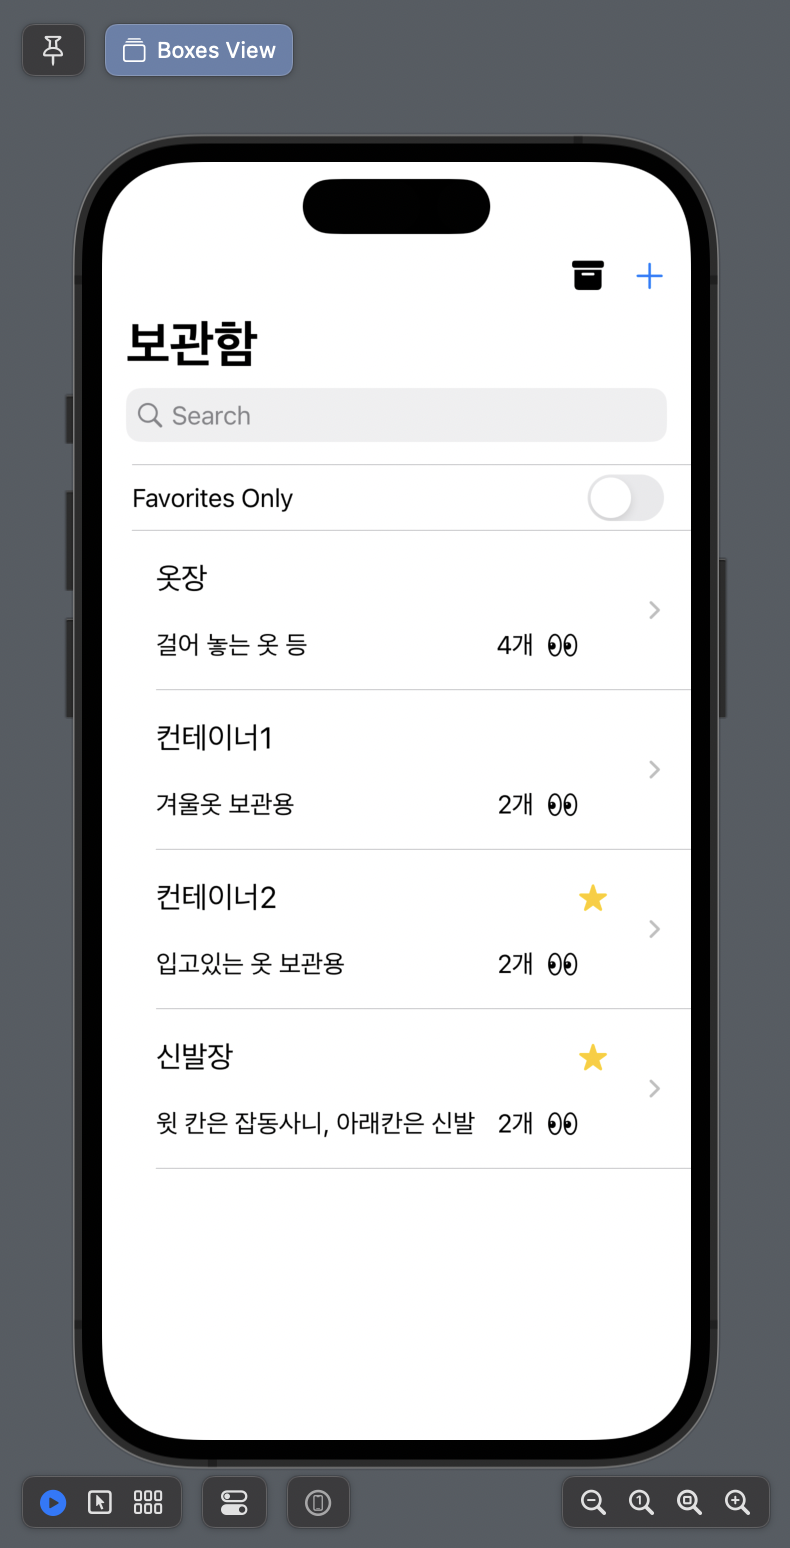 Boxes View
보관함
Search
Favorites Only
옷장
걸어 놓는 옷 등 4개 👀
컨테이너1
겨울옷 보관용 2개 👀
컨테이너2
입고있는 옷 보관용 2개 👀
신발장
윗 칸은 잡동사니, 아래칸은 신발 2개 👀